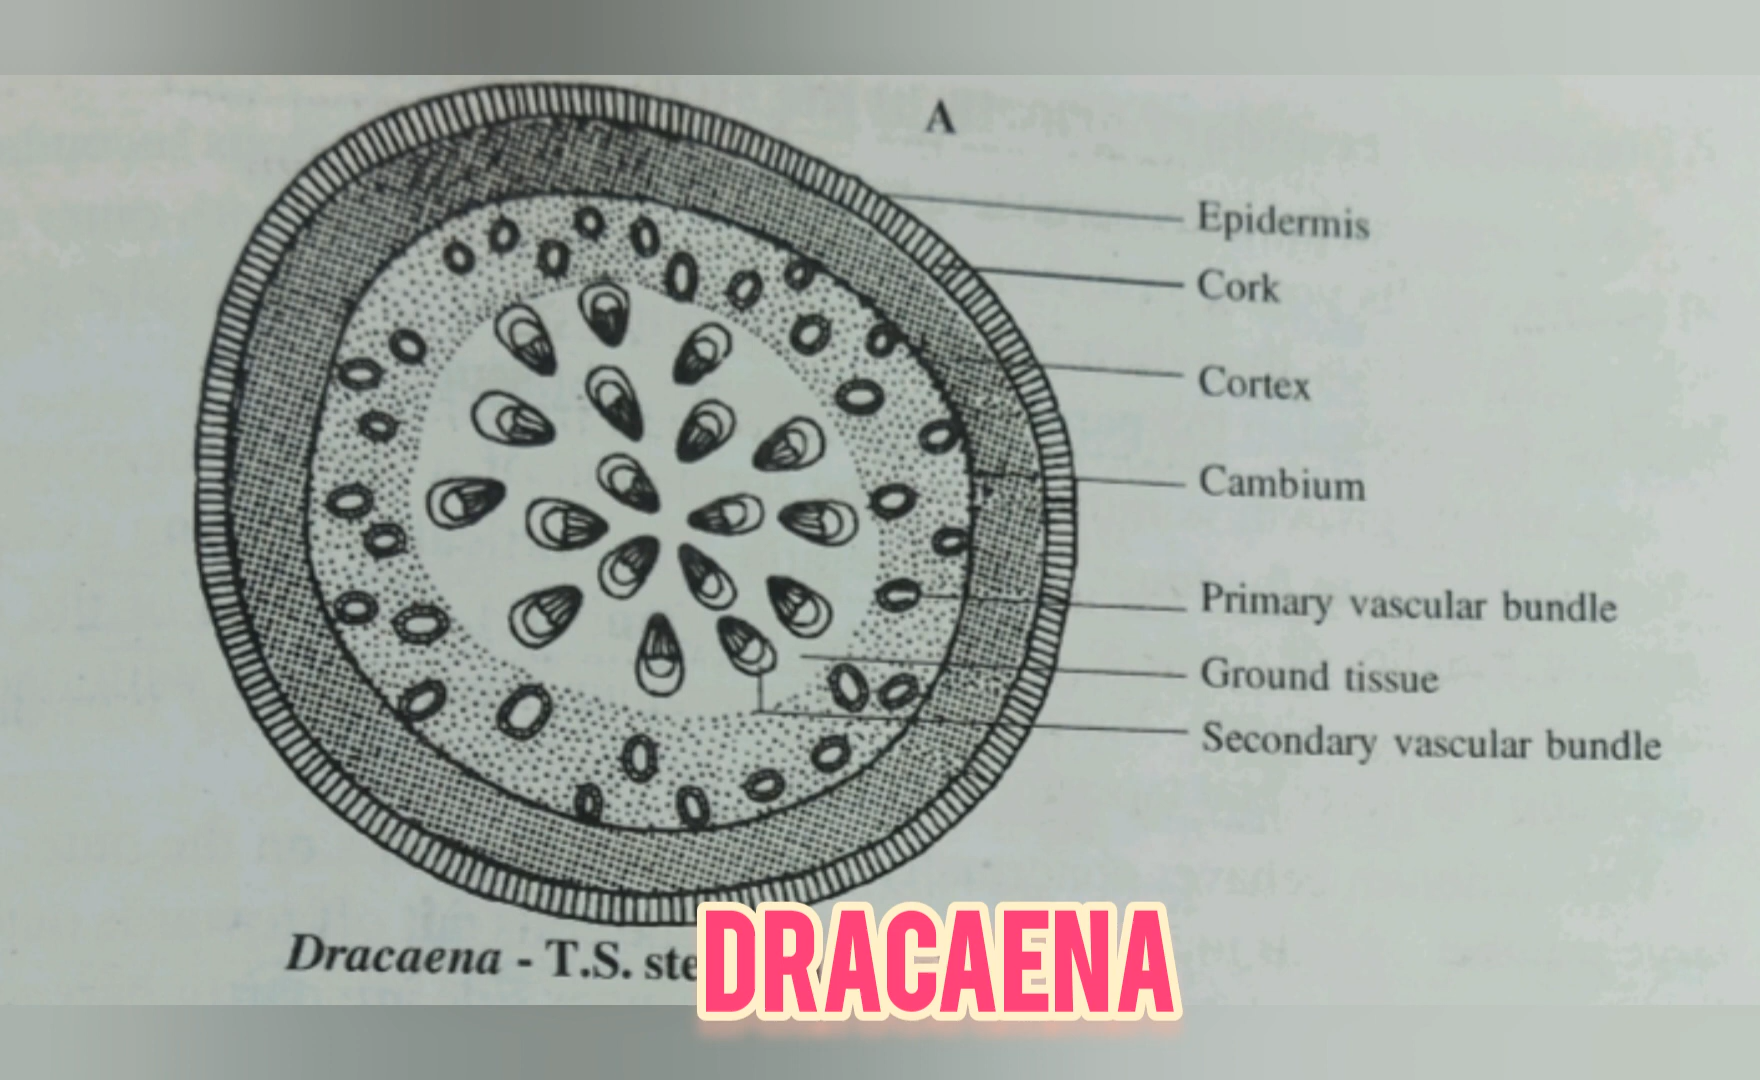 A
Epidermis
Cork
Cortex
Cambium
Primary vascular bundle
Ground tissue
Secondary vascular bundle
Dracaena - T.S. ste
DRACAENA